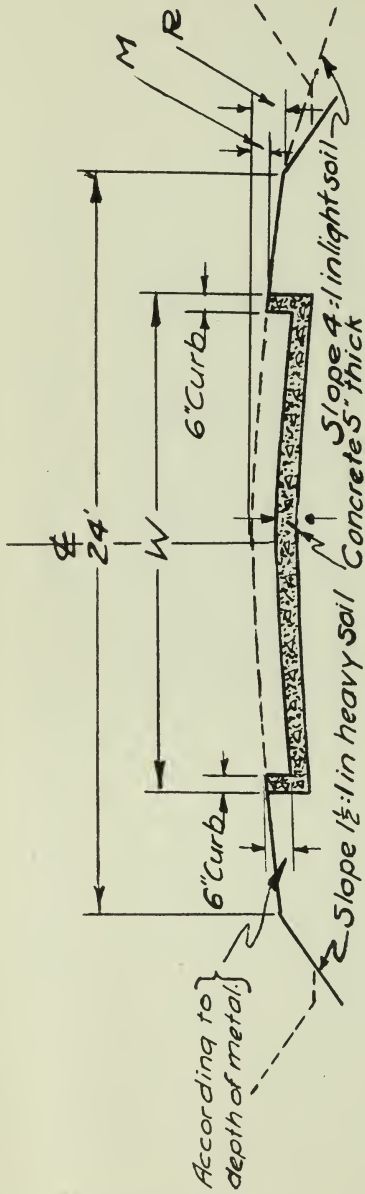 ℄
24'
W
6"Curb
6"Curb
M
R
According to
depth of metal.
Slope 1½:1 in heavy soil
Slope 4:1 in light soil
Concrete 5" thick